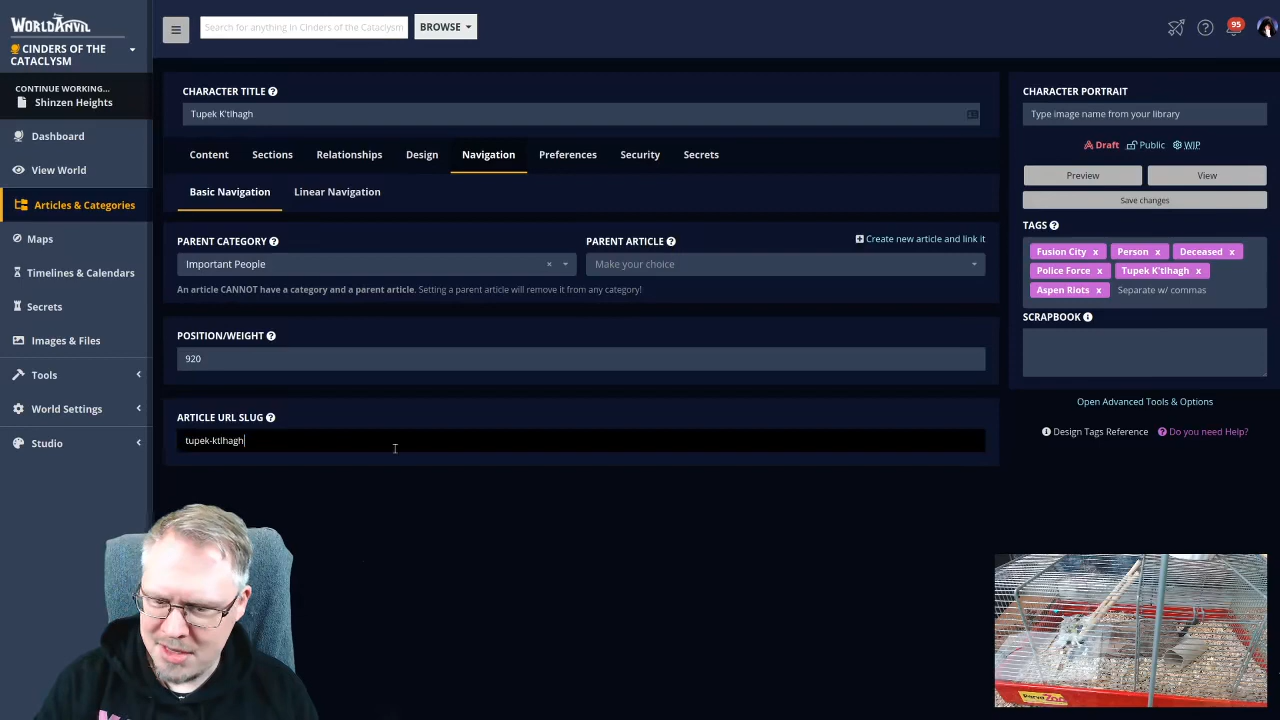 WORLDANVIL
CINDERS OF THE CATACLYSM
CONTINUE WORKING...
Shinzen Heights
Dashboard
View World
Articles & Categories
Maps
Timelines & Calendars
Secrets
Images & Files
Tools
World Settings
Studio
Search for anything in Cinders of the Cataclysm
BROWSE
95
CHARACTER TITLE
Tupek K'tlhagh
Content Sections Relationships Design Navigation Preferences Security Secrets
Basic Navigation Linear Navigation
PARENT CATEGORY
Important People ×
PARENT ARTICLE
Create new article and link it
Make your choice
An article CANNOT have a category and a parent article. Setting a parent article will remove it from any category!
POSITION/WEIGHT
920
ARTICLE URL SLUG
tupek-ktlhagh
CHARACTER PORTRAIT
Type image name from your library
Draft Public WIP
Preview View
Save changes
TAGS
Fusion City x Person x Deceased x
Police Force x Tupek K'tlhagh x
Aspen Riots x Separate w/ commas
SCRAPBOOK
Open Advanced Tools & Options
Design Tags Reference Do you need Help?